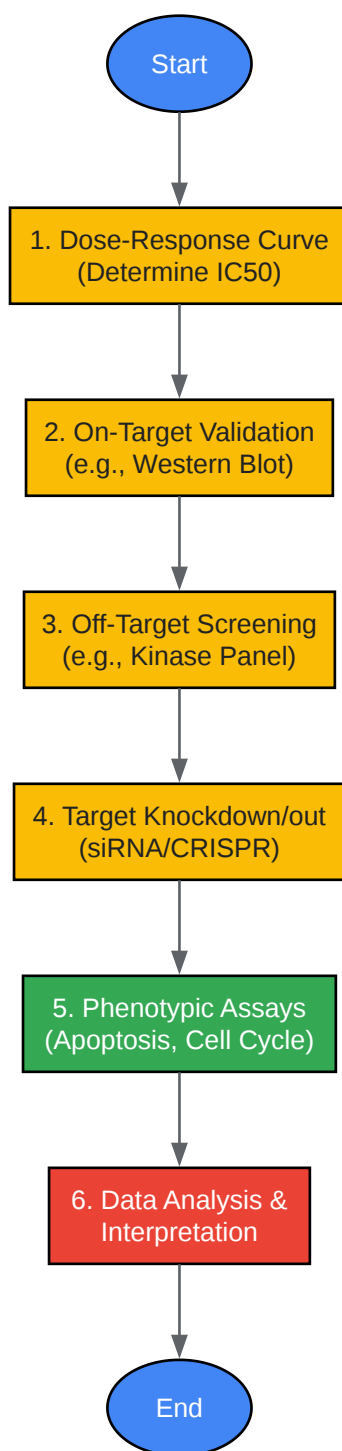 Start
1. Dose-Response Curve
(Determine IC50)
2. On-Target Validation
(e.g., Western Blot)
3. Off-Target Screening
(e.g., Kinase Panel)
4. Target Knockdown/out
(siRNA/CRISPR)
5. Phenotypic Assays
(Apoptosis, Cell Cycle)
6. Data Analysis &
Interpretation
End